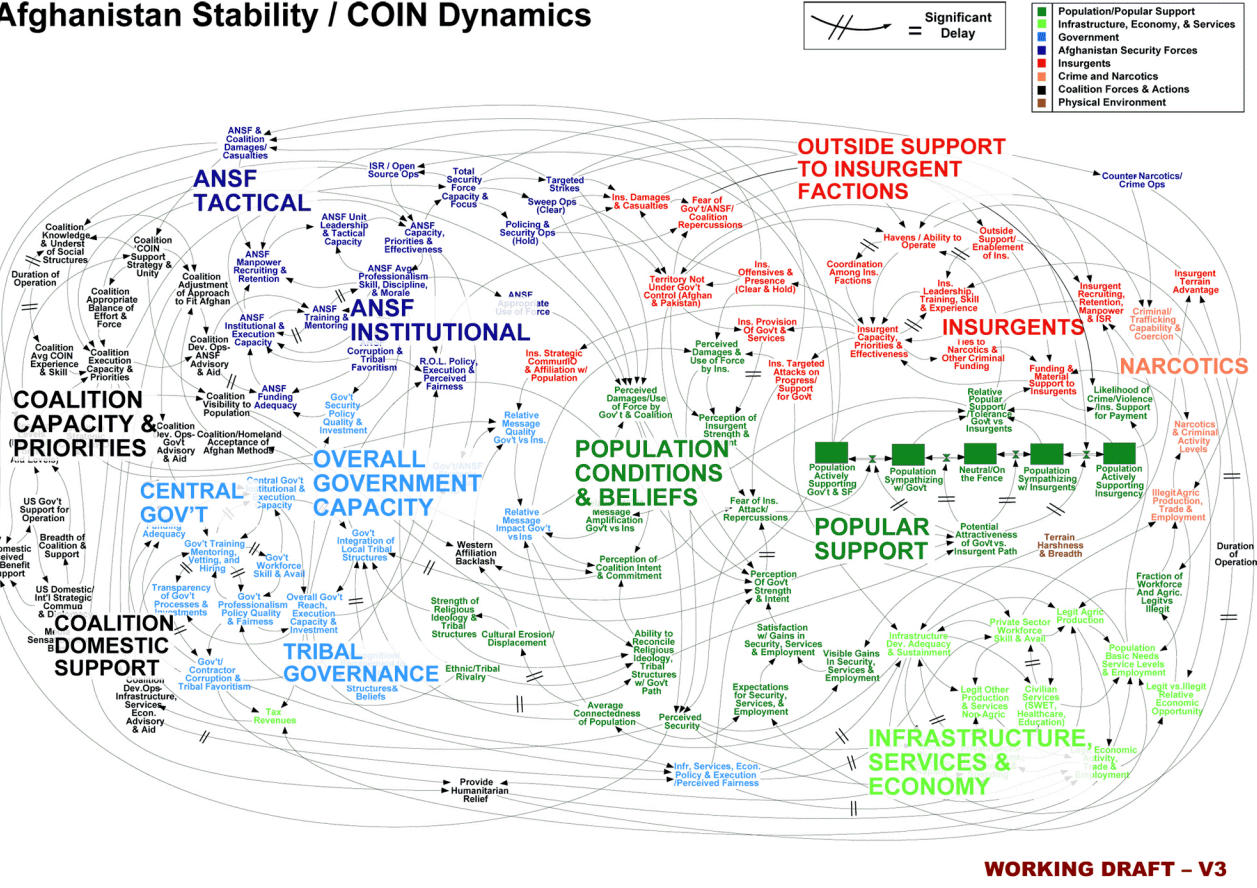 Afghanistan Stability / COIN Dynamics
Significant
Delay
=
Population/Popular Support
Infrastructure, Economy, & Services
Government
Afghanistan Security Forces
Insurgents
Crime and Narcotics
Coalition Forces & Actions
Physical Environment
ANSF &
Coalition
Damages/
Casualties
ANSF
TACTICAL
ISR / Open
Source Ops
Total
Security
Force
Capacity &
Focus
Targeted
Strikes
Sweep Ops
(Clear)
Policing &
Security Ops
(Hold)
Ins. Damages
& Casualties
Fear of
Gov't/ANSF/
Coalition
Repercussions
OUTSIDE SUPPORT
TO INSURGENT
FACTIONS
Counter Narcotics/
Crime Ops
Coalition
Knowledge
& Underst
of Social
Structures
Duration of
Operation
Coalition
COIN
Support
Strategy &
Unity
Coalition
Appropriate
Balance of
Effort &
Force
Coalition
Adjustment
of Approach
to Fit Afghan
ANSF Unit
Leadership
& Tactical
Capacity
ANSF
Capacity,
Priorities &
Effectiveness
ANSF
Manpower
Recruiting &
Retention
ANSF Avg
Professionalism
Skill, Discipline,
& Morale
ANSF
INSTITUTIONAL
ANSF
Training &
Mentoring
ANSF
Institutional &
Execution
Capacity
ANSF
Appropriate
Use of Force
Corruption &
Tribal
Favoritism
R.O.L. Policy,
Execution &
Perceived
Fairness
ANSF
Funding
Adequacy
Coalition
Avg COIN
Experience
& Skill
Coalition
Execution
Capacity &
Priorities
Coalition
Dev. Ops-
ANSF
Advisory
& Aid
Coalition
Visibility to
Population
COALITION
CAPACITY &
PRIORITIES
Coalition
Dev. Ops-
Gov't
Advisory
& Aid
Coalition/Homeland
Acceptance of
Afghan Methods
Havens / Ability to
Operate
Outside
Support/
Enablement
of Ins.
Coordination
Among Ins.
Factions
Ins.
Leadership,
Training, Skill
& Experience
Territory Not
Under Gov't
Control (Afghan
& Pakistan)
Ins.
Offensives &
Presence
(Clear & Hold)
Ins. Provision
Of Gov't &
Services
Insurgent
Capacity,
Priorities &
Effectiveness
INSURGENTS
Ties to
Narcotics &
Other Criminal
Funding
Insurgent
Recruiting,
Retention,
Manpower
& ISR
Insurgent
Terrain
Advantage
Criminal/
Trafficking
Capability &
Coercion
NARCOTICS
Funding &
Material
Support to
Insurgents
Ins. Strategic
Commun/IO
& Affiliation w/
Population
Perceived
Damages &
Use of Force
by Ins.
Ins. Targeted
Attacks on
Progress/
Support
for Gov't
Perceived
Damages/Use
of Force by
Gov't & Coalition
Perception of
Insurgent
Strength &
Relative
Popular
Support/
Tolerance
Gov't vs
Insurgents
Likelihood of
Crime/Violence
/Ins. Support
for Payment
Narcotics
& Criminal
Activity
Levels
Gov't
Security
Policy
Quality &
Investment
Relative
Message
Quality
Gov't vs Ins.
POPULATION
CONDITIONS
& BELIEFS
Population
Actively
Supporting
Gov't & SF
Population
Sympathizing
w/ Gov't
Neutral/On
the Fence
Population
Sympathizing
w/ Insurgents
Population
Actively
Supporting
Insurgency
OVERALL
GOVERNMENT
CAPACITY
CENTRAL
GOV'T
Central Gov't
Institutional &
Execution
Capacity
Funding
Adequacy
US Gov't
Support for
Operation
Breadth of
Coalition &
Support
Gov't Training
Mentoring,
Vetting, and
Hiring
Gov't
Workforce
Skill & Avail
Gov't
Integration of
Local Tribal
Structures
Western
Affiliation
Backlash
Relative
Message
Impact Gov't
vs Ins
Message
Amplification
Gov't vs Ins
Fear of Ins.
Attack/
Repercussions
POPULAR
SUPPORT
Potential
Attractiveness
of Gov't vs.
Insurgent Path
Terrain
Harshness
& Breadth
Illegit Agric
Production,
Trade &
Employment
Duration
of
Operation
Transparency
of Gov't
Processes &
Investments
Gov't
Professionalism
Policy Quality
& Fairness
Overall Gov't
Reach,
Execution
Capacity &
Investment
US Domestic/
Int'l Strategic
Commun
COALITION
DOMESTIC
SUPPORT
Perception of
Coalition Intent
& Commitment
Perception
Of Gov't
Strength
& Intent
Strength of
Religious
Ideology &
Tribal
Structures
Cultural Erosion/
Displacement
Ethnic/Tribal
Rivalry
Ability to
Reconcile
Religious
Ideology,
Tribal
Structures
w/ Gov't
Path
Satisfaction
w/ Gains in
Security, Services
& Employment
Visible Gains
In Security,
Services &
Employment
Expectations
for Security,
Services, &
Employment
Average
Connectedness
of Population
Perceived
Security
TRIBAL
GOVERNANCE
Structures&
Beliefs
Gov't/
Contractor
Corruption &
Tribal Favoritism
Tax
Revenues
Coalition
Dev.Ops-
Infrastructure,
Services,
Econ.
Advisory
& Aid
Provide
Humanitarian
Relief
Infr, Services, Econ.
Policy & Execution
/Perceived Fairness
Infrastructure
Dev. Adequacy
& Sustainment
Private Sector
Workforce
Skill & Avail
Legit Agric
Production
Fraction of
Workforce
And Agric.
Legit vs
Illegit
Population
Basic Needs
Service Levels
& Employment
Legit vs Illegit
Relative
Economic
Opportunity
Legit Other
Production
& Services
Non-Agric
Civilian
Services
(SWET,
Healthcare,
Education)
INFRASTRUCTURE,
SERVICES &
ECONOMY
Economic
Activity,
Trade &
Employment
WORKING DRAFT – V3